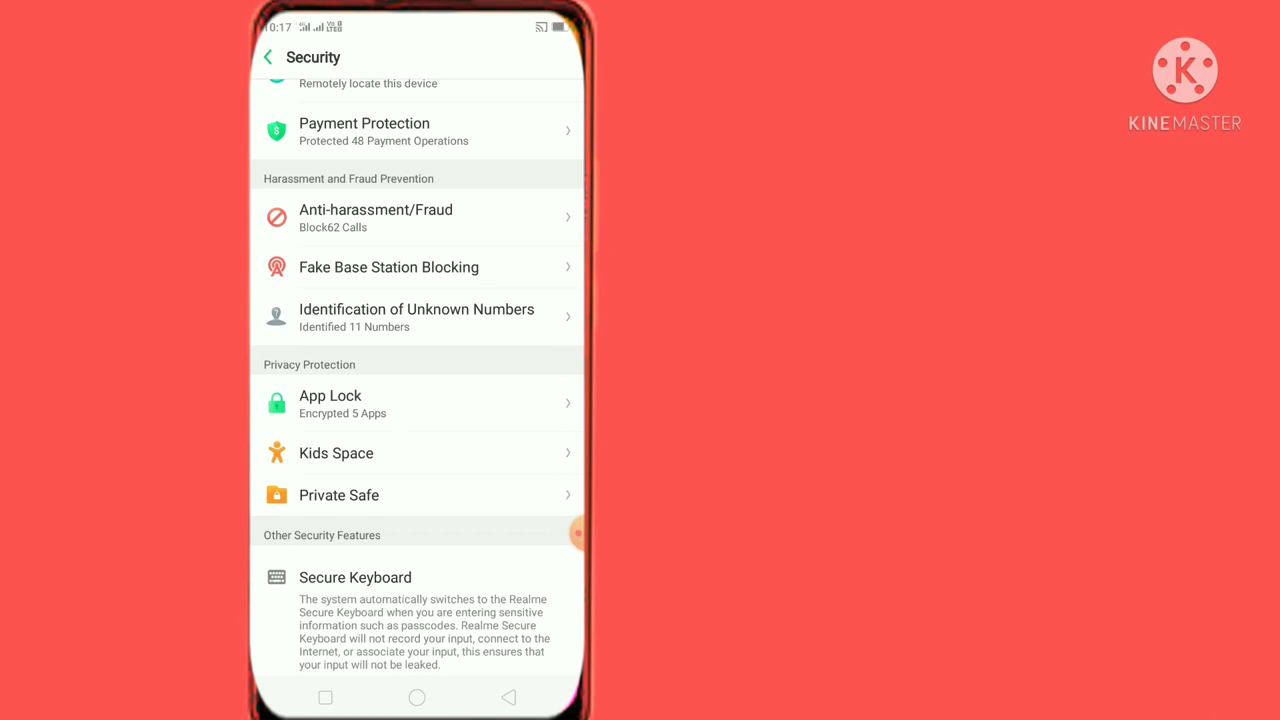 10:17
Security
Remotely locate this device
Payment Protection
Protected 48 Payment Operations
Harassment and Fraud Prevention
Anti-harassment/Fraud
Block62 Calls
Fake Base Station Blocking
Identification of Unknown Numbers
Identified 11 Numbers
Privacy Protection
App Lock
Encrypted 5 Apps
Kids Space
Private Safe
Other Security Features
Secure Keyboard
The system automatically switches to the Realme
Secure Keyboard when you are entering sensitive
information such as passcodes. Realme Secure
Keyboard will not record your input, connect to the
Internet, or associate your input, this ensures that
your input will not be leaked.
K
KINEMASTER